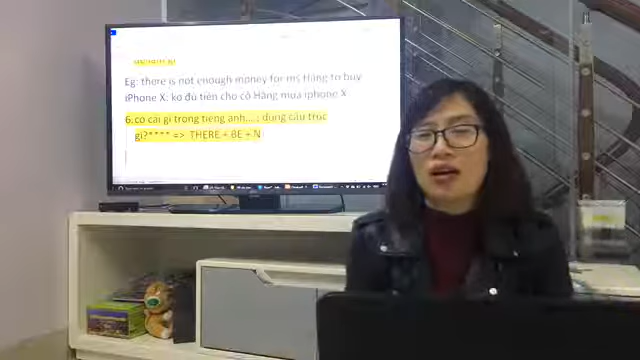 Eg: there is not enough money for ms Hằng to buy
iPhone X: ko đủ tiền cho cô Hằng mua iphone X
6.có cái gì trong tiếng anh... ; dùng cấu trúc
gì?**** => THERE + BE + N